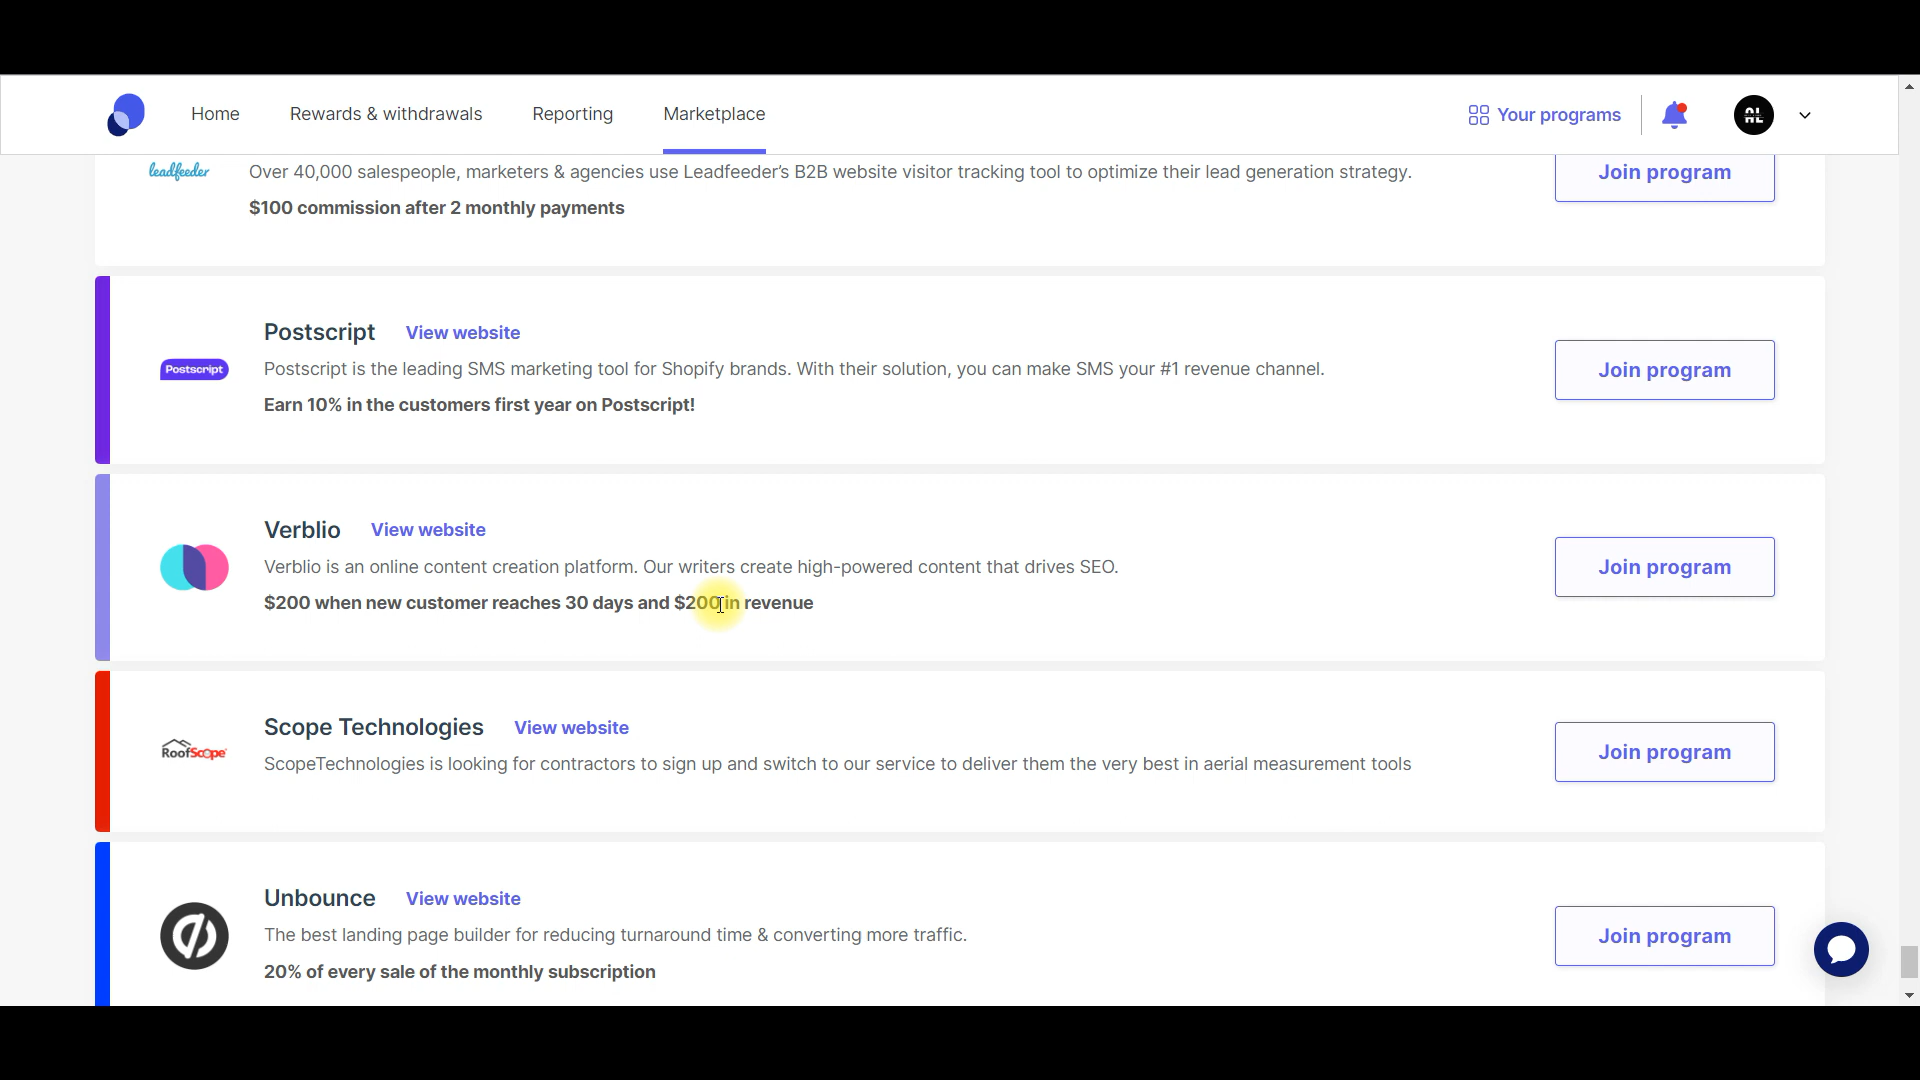 Home Rewards & withdrawals Reporting Marketplace Your programs AL
leadfeeder
Over 40,000 salespeople, marketers & agencies use Leadfeeder's B2B website visitor tracking tool to optimize their lead generation strategy.
Join program
$100 commission after 2 monthly payments
Postscript View website
Postscript
Postscript is the leading SMS marketing tool for Shopify brands. With their solution, you can make SMS your #1 revenue channel.
Join program
Earn 10% in the customers first year on Postscript!
Verblio View website
Verblio is an online content creation platform. Our writers create high-powered content that drives SEO.
Join program
$200 when new customer reaches 30 days and $200 in revenue
Scope Technologies View website
RoofScope
ScopeTechnologies is looking for contractors to sign up and switch to our service to deliver them the very best in aerial measurement tools
Join program
Unbounce View website
The best landing page builder for reducing turnaround time & converting more traffic.
Join program
20% of every sale of the monthly subscription